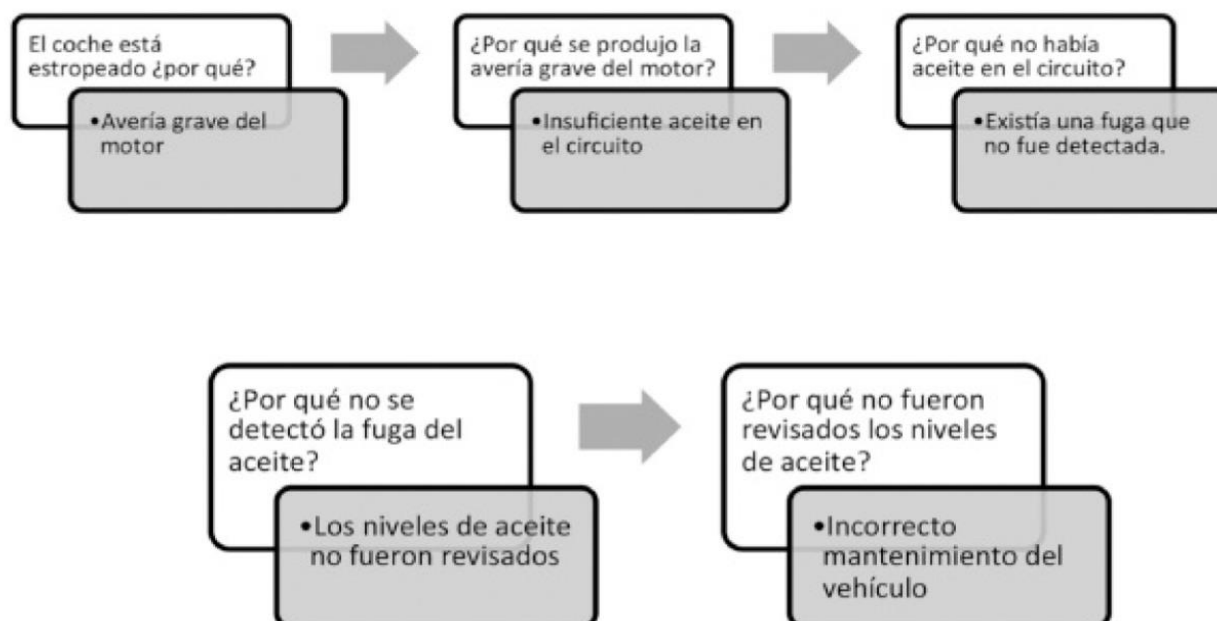 El coche está
estropeado ¿por qué?
•Avería grave del
motor
¿Por qué se produjo la
avería grave del motor?
•Insuficiente aceite en
el circuito
¿Por qué no había
aceite en el circuito?
•Existía una fuga que
no fue detectada.
¿Por qué no se
detectó la fuga del
aceite?
•Los niveles de aceite
no fueron revisados
¿Por qué no fueron
revisados los niveles
de aceite?
•Incorrecto
mantenimiento del
vehículo